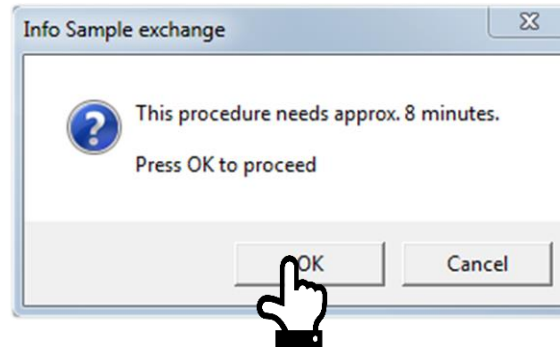 Info Sample exchange
This procedure needs approx. 8 minutes.
Press OK to proceed
OK
Cancel